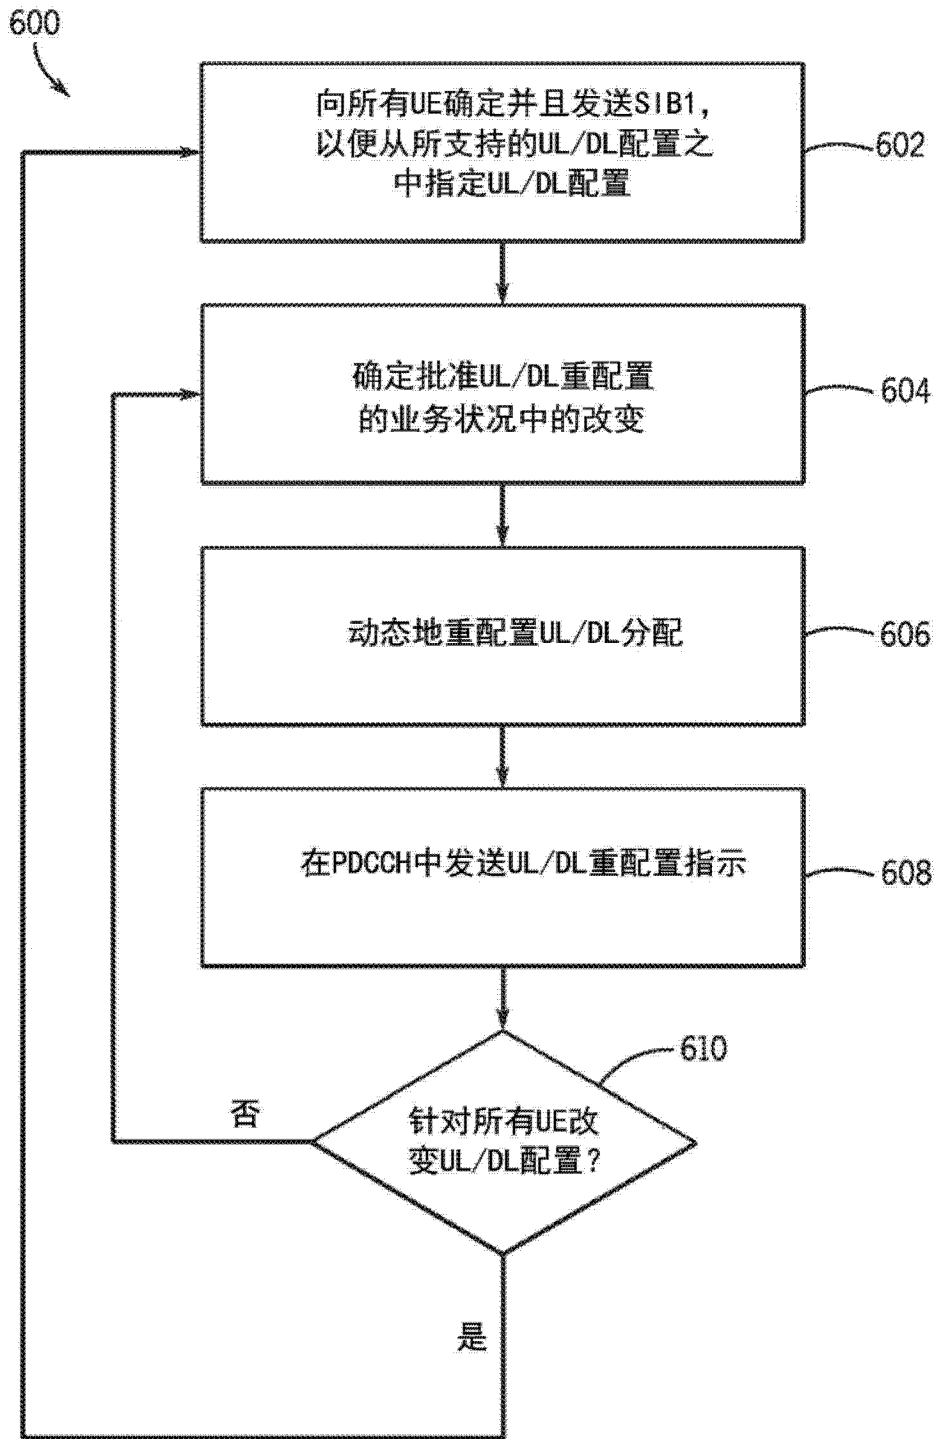 600
向所有UE确定并且发送SIB1,
以便从所支持的UL/DL配置之
中指定UL/DL配置
602
确定批准UL/DL重配置
的业务状况中的改变
604
动态地重配置UL/DL分配
606
在PDCCH中发送UL/DL重配置指示
608
610
否
针对所有UE改
变UL/DL配置?
是